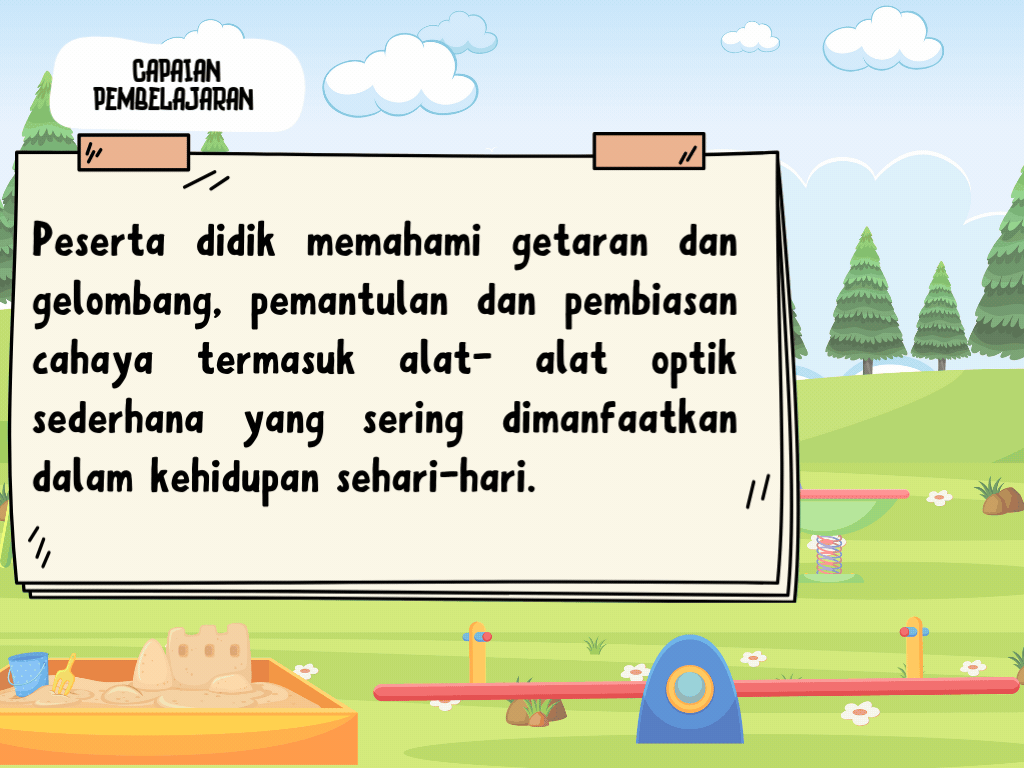 CAPAIAN
PEMBELAJARAN
Peserta didik memahami getaran dan
gelombang, pemantulan dan pembiasan
cahaya termasuk alat- alat optik
sederhana yang sering dimanfaatkan
dalam kehidupan sehari-hari.